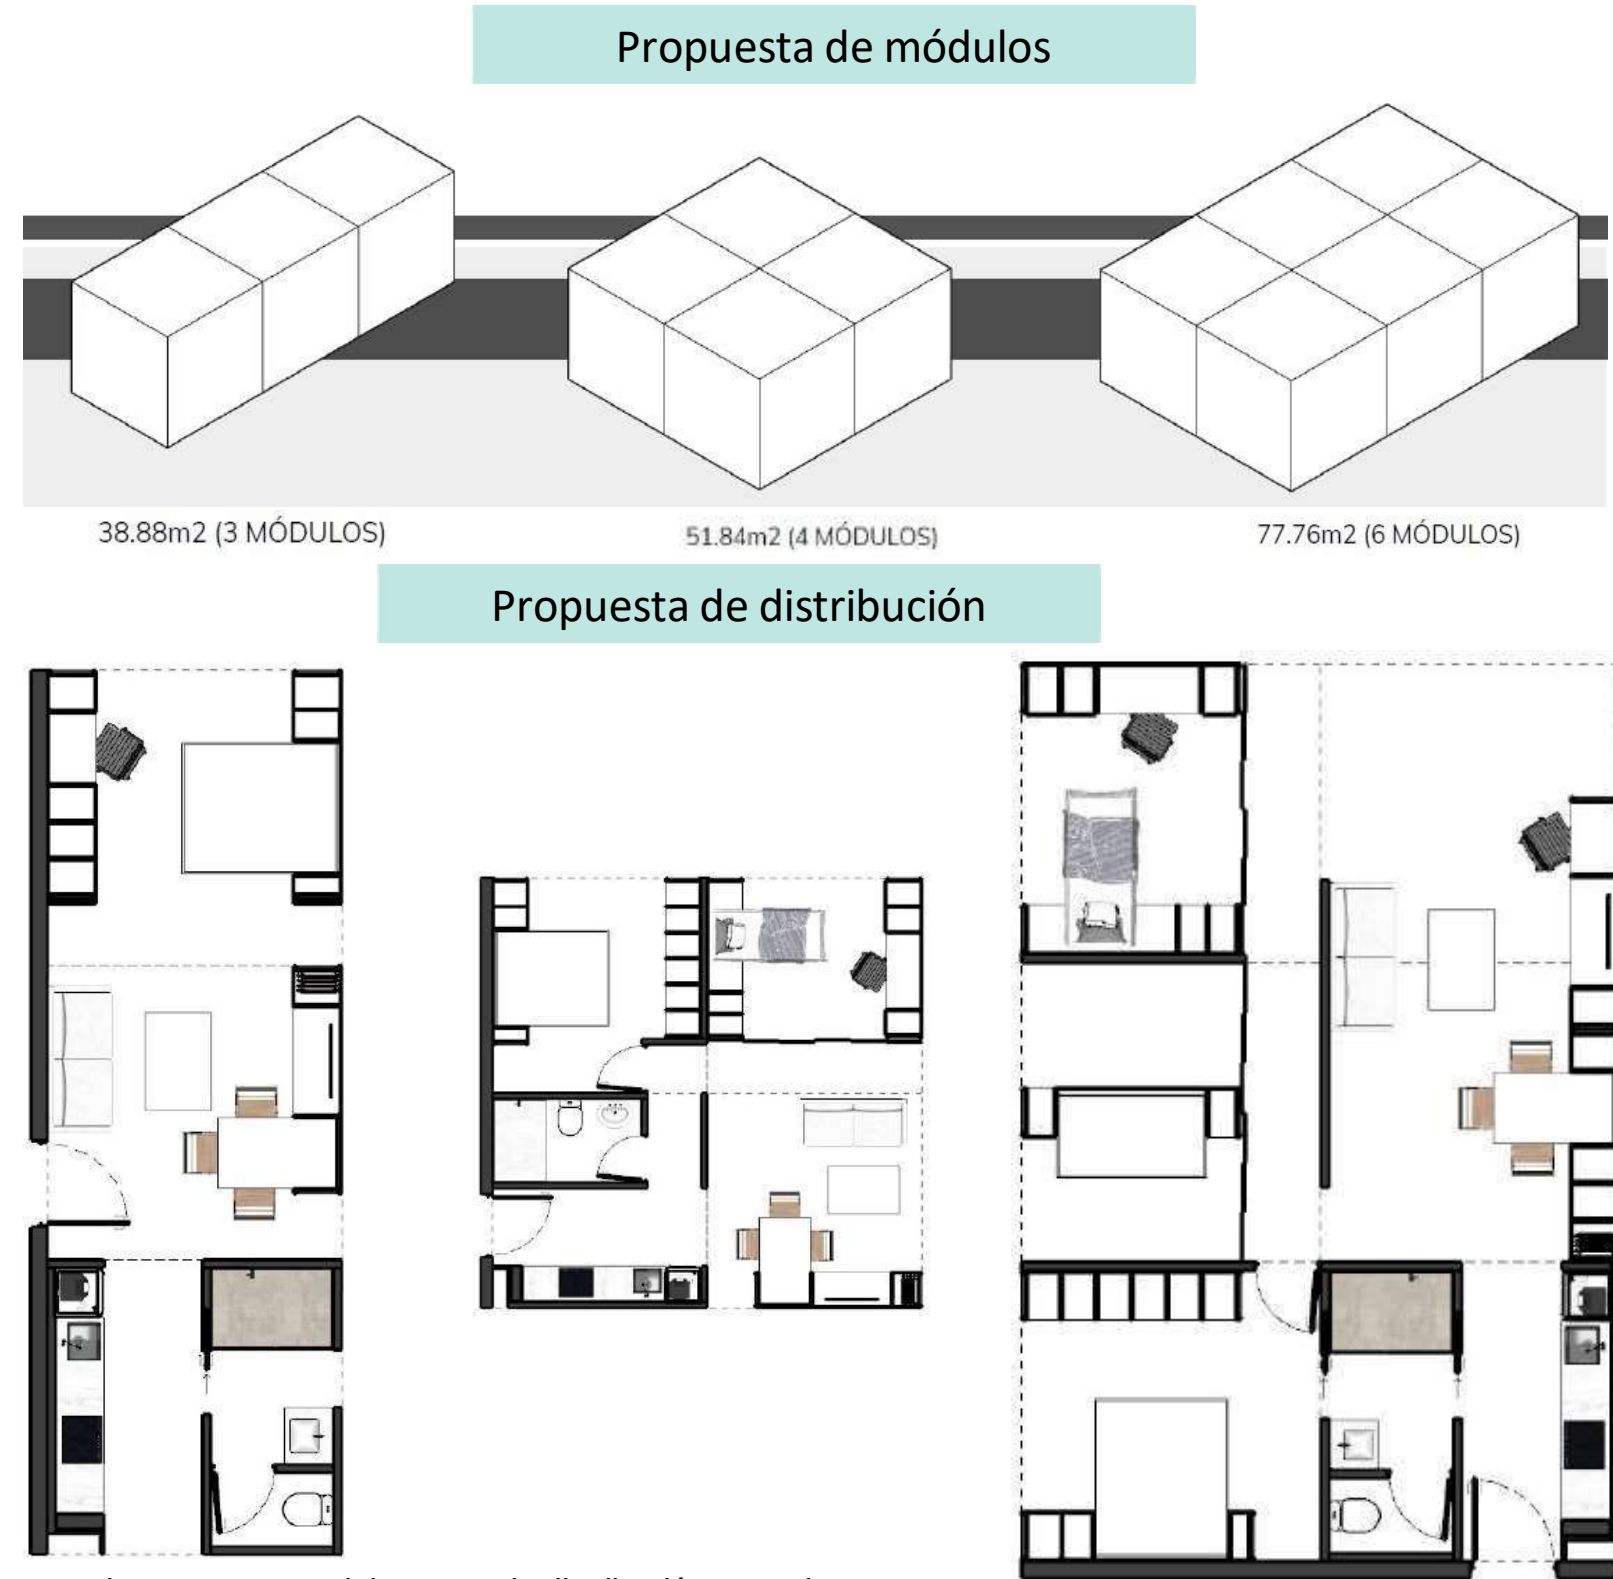 Propuesta de módulos
38.88m2 (3 MÓDULOS)
51.84m2 (4 MÓDULOS)
77.76m2 (6 MÓDULOS)
Propuesta de distribución